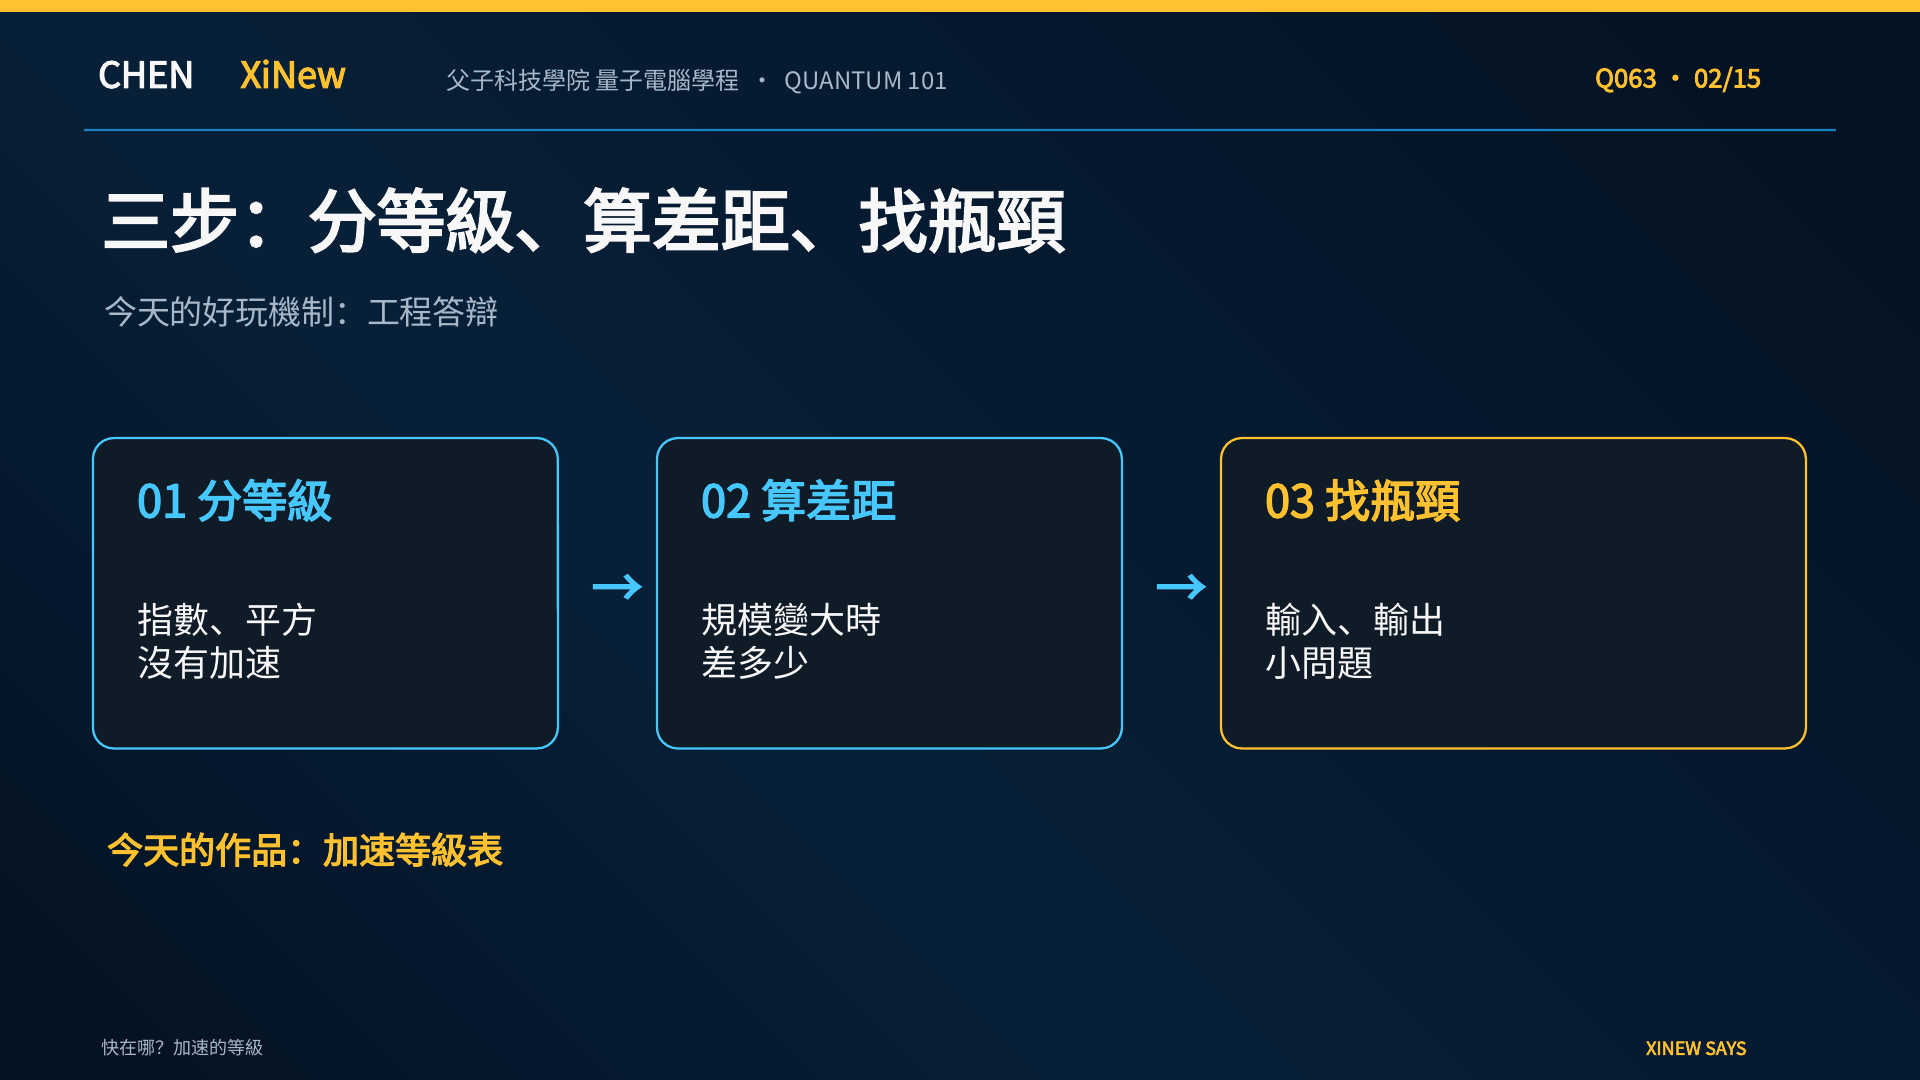 CHEN XiNew 父子科技學院 量子電腦學程 · QUANTUM 101 Q063 · 02/15
三步：分等級、算差距、找瓶頸
今天的好玩機制：工程答辯
01 分等級
指數、平方
沒有加速
→
02 算差距
規模變大時
差多少
→
03 找瓶頸
輸入、輸出
小問題
今天的作品：加速等級表
快在哪？加速的等級
XINEW SAYS